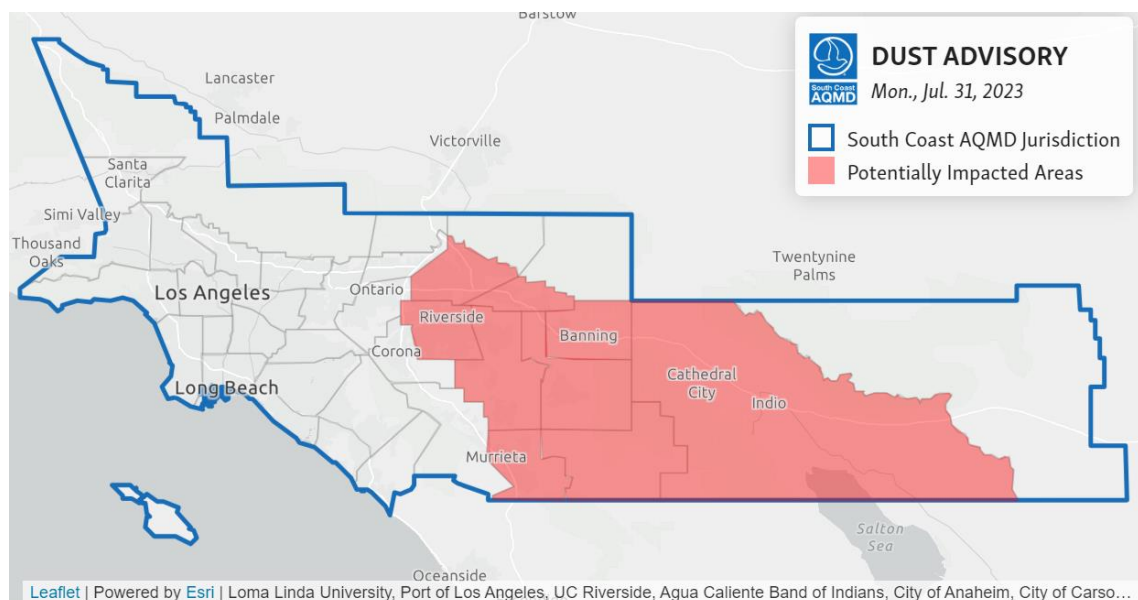 Barstow
Lancaster
Palmdale
Victorville
Santa
Clarita
Simi Valley
Thousand
Oaks
Los Angeles
Ontario
Riverside
Corona
Long Beach
Banning
Cathedral
City
Indio
Murrieta
Twentynine
Palms
Salton
Sea
Oceanside
South Coast
AQMD
DUST ADVISORY
Mon., Jul. 31, 2023
South Coast AQMD Jurisdiction
Potentially Impacted Areas
Leaflet | Powered by Esri | Loma Linda University, Port of Los Angeles, UC Riverside, Agua Caliente Band of Indians, City of Anaheim, City of Carso…